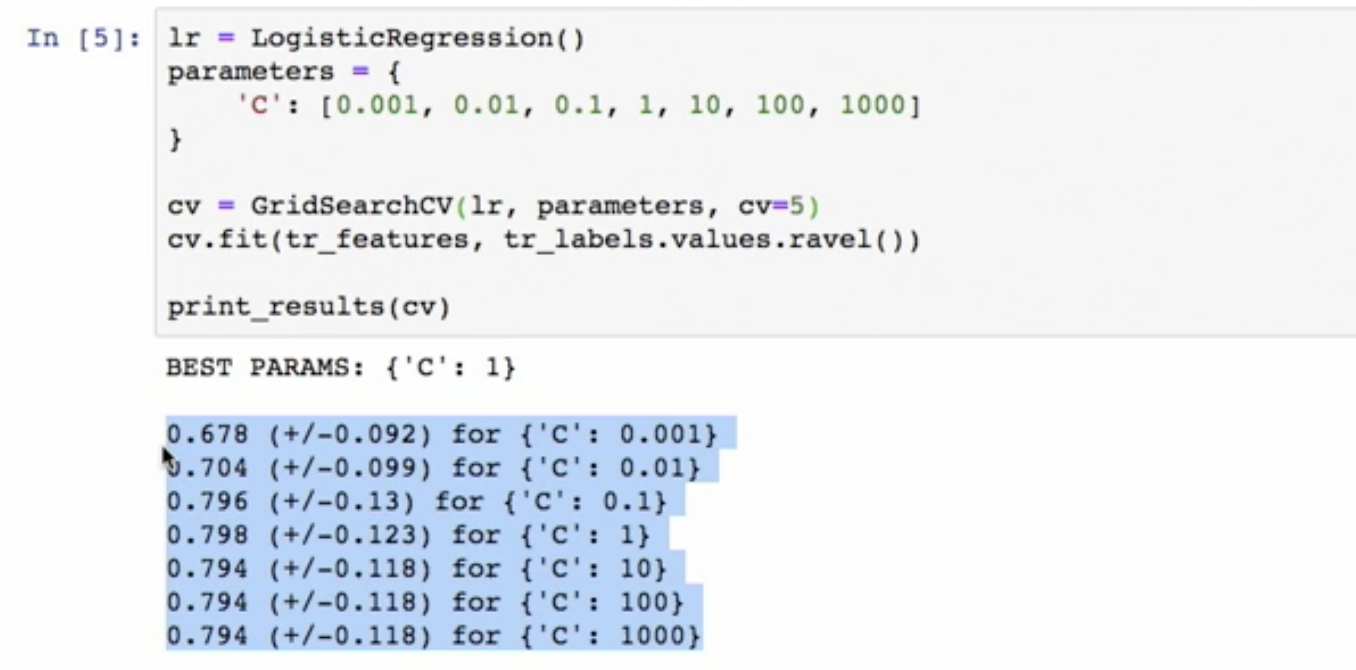 In [5]: lr = LogisticRegression()
parameters = {
    'C': [0.001, 0.01, 0.1, 1, 10, 100, 1000]
}
cv = GridSearchCV(lr, parameters, cv=5)
cv.fit(tr_features, tr_labels.values.ravel())
print_results(cv)
BEST PARAMS: {'C': 1}
0.678 (+/-0.092) for {'C': 0.001}
0.704 (+/-0.099) for {'C': 0.01}
0.796 (+/-0.13) for {'C': 0.1}
0.798 (+/-0.123) for {'C': 1}
0.794 (+/-0.118) for {'C': 10}
0.794 (+/-0.118) for {'C': 100}
0.794 (+/-0.118) for {'C': 1000}